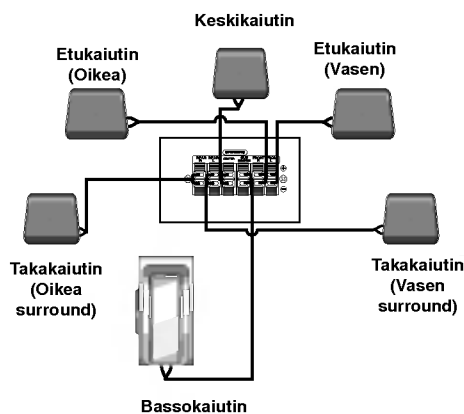 Keskikaiutin
Etukaiutin
(Oikea)
Etukaiutin
(Vasen)
Takakaiutin
(Oikea
surround)
Takakaiutin
(Vasen
surround)
Bassokaiutin